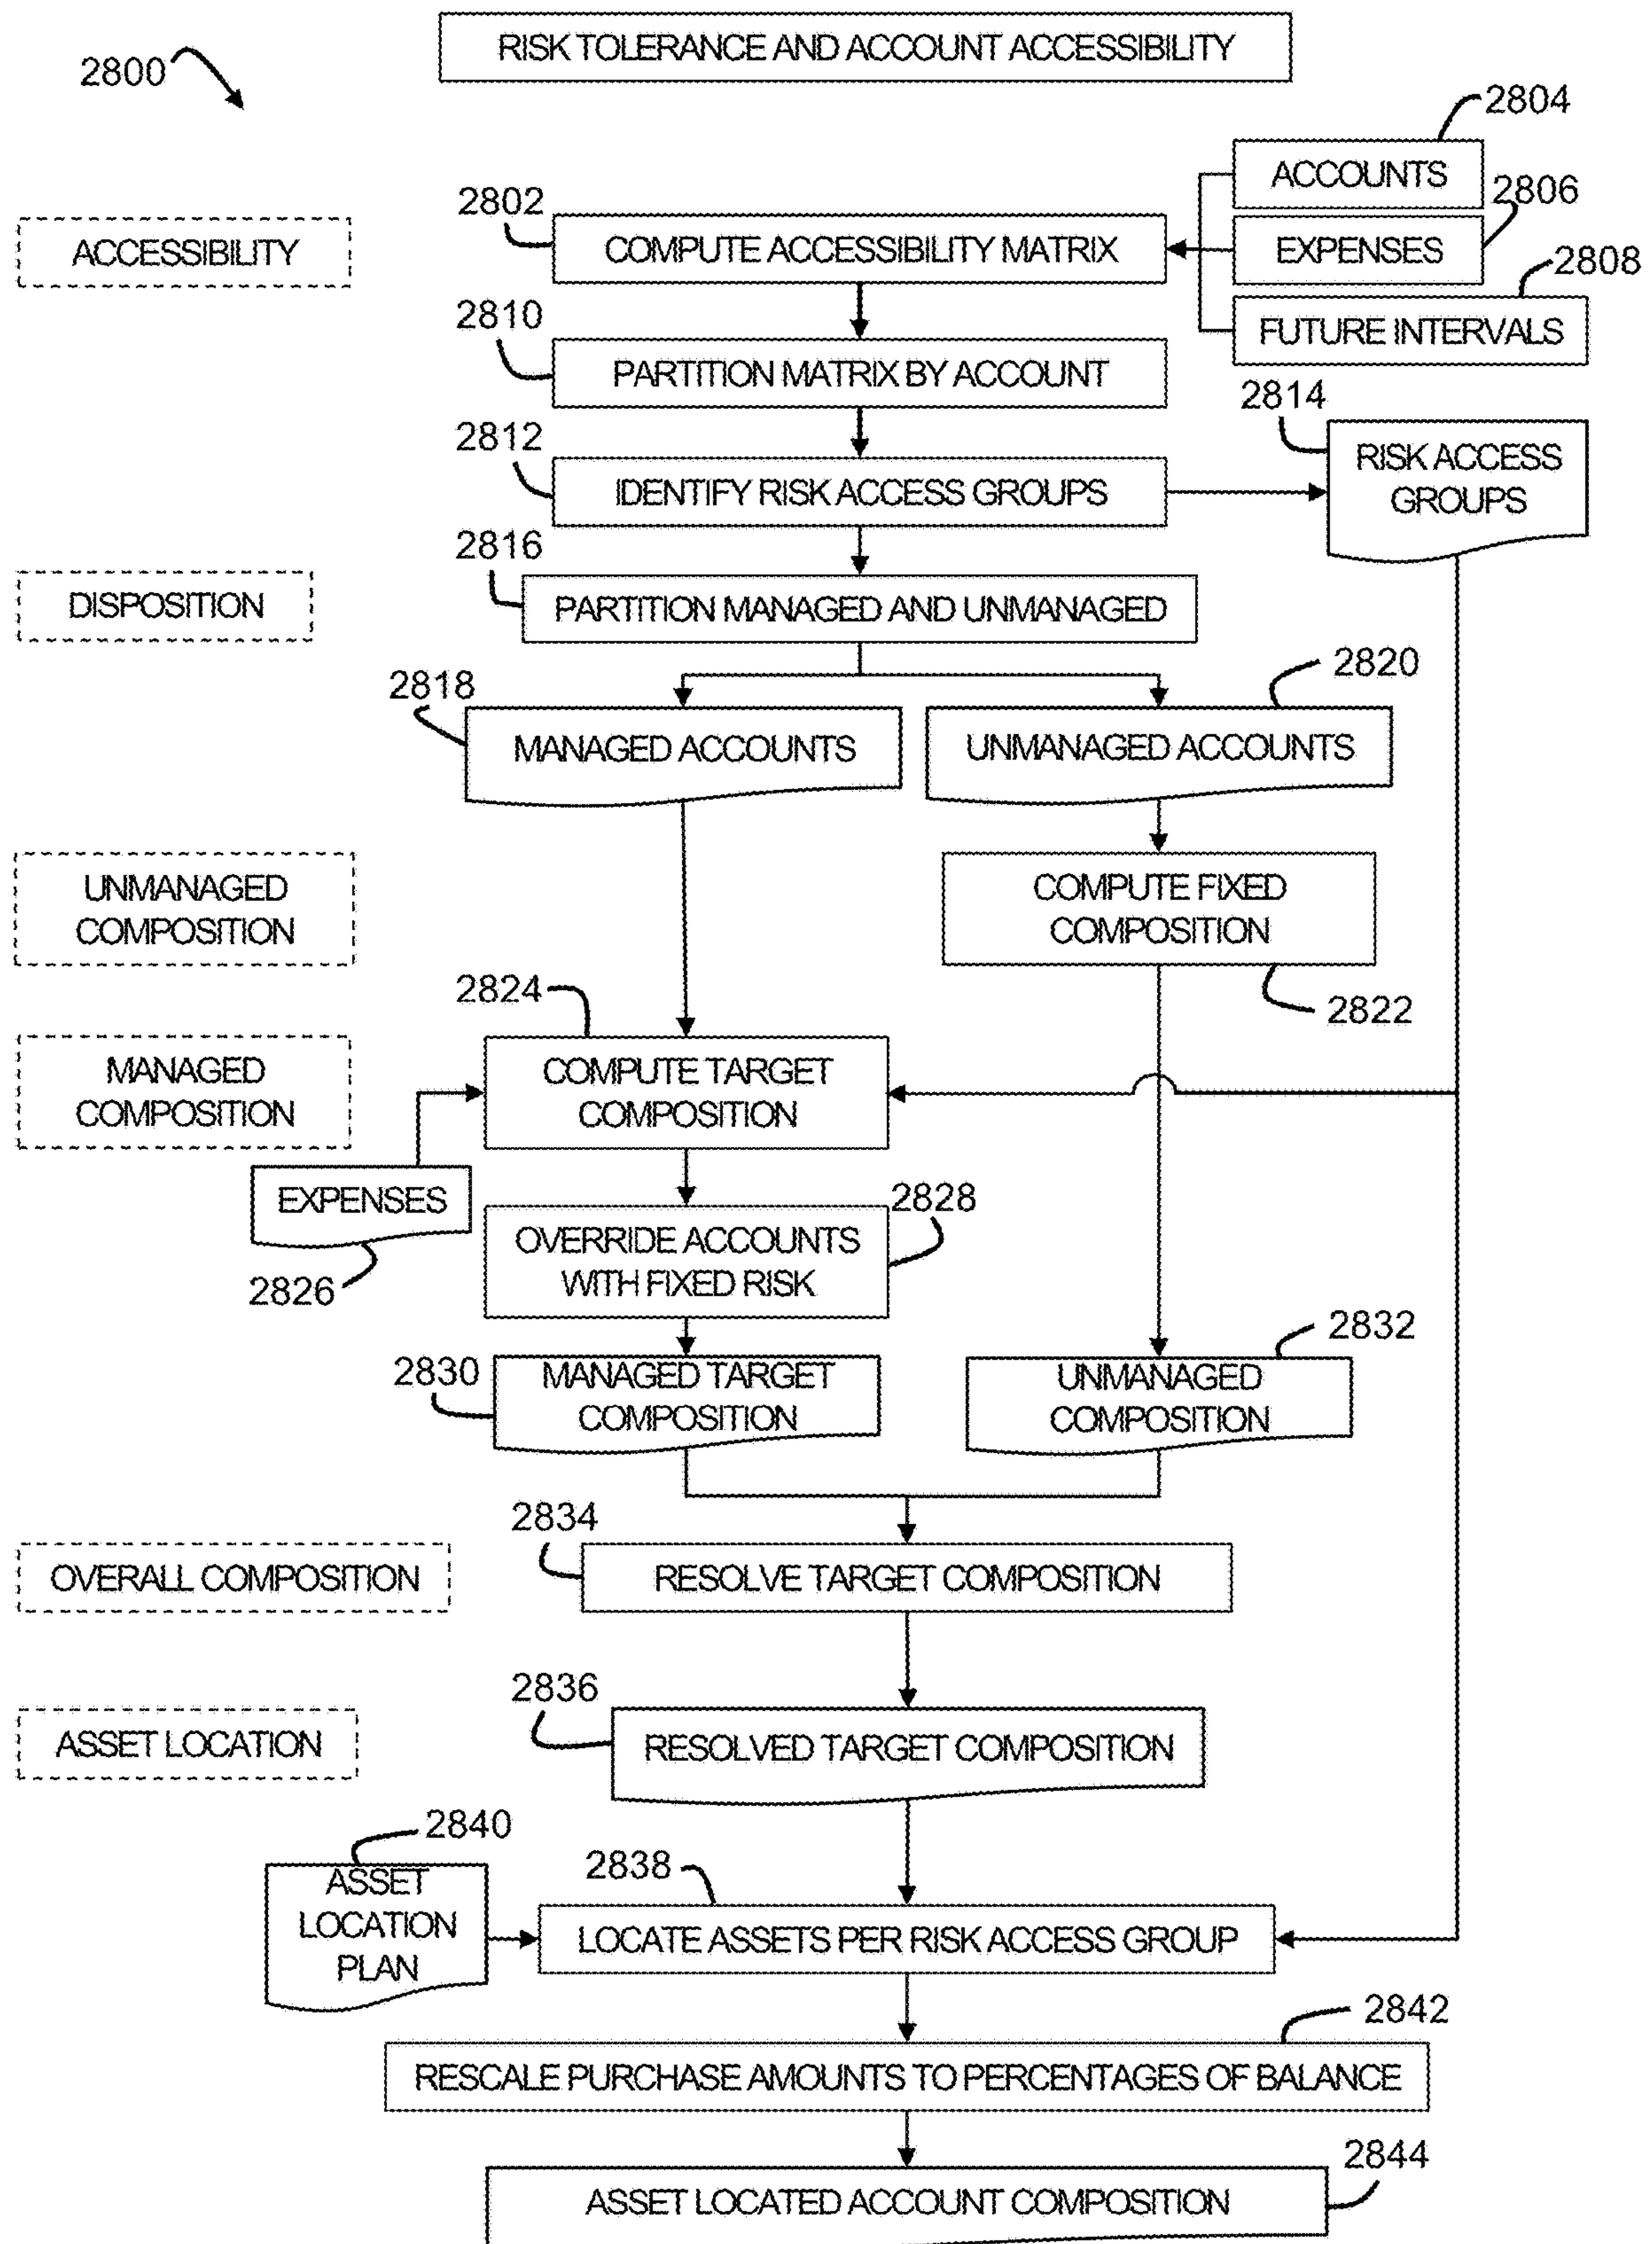 RISK TOLERANCE AND ACCOUNT ACCESSIBILITY
2800
2804
ACCOUNTS
2806
2802
ACCESSIBILITY
COMPUTE ACCESSIBILITY MATRIX
EXPENSES
2808
2810
FUTURE INTERVALS
PARTITION MATRIX BY ACCOUNT
2814
2812
RISK ACCESS
GROUPS
IDENTIFY RISK ACCESS GROUPS
2816
DISPOSITION
PARTITION MANAGED AND UNMANAGED
2818
2820
MANAGED ACCOUNTS
UNMANAGED ACCOUNTS
UNMANAGED
COMPOSITION
COMPUTE FIXED
COMPOSITION
2824
2822
MANAGED
COMPOSITION
COMPUTE TARGET
COMPOSITION
EXPENSES
2828
OVERRIDE ACCOUNTS
WITH FIXED RISK
2826
2832
2830
MANAGED TARGET
COMPOSITION
UNMANAGED
COMPOSITION
2834
OVERALL COMPOSITION
RESOLVE TARGET COMPOSITION
2836
ASSET LOCATION
RESOLVED TARGET COMPOSITION
2840
2838
ASSET
LOCATION
PLAN
LOCATE ASSETS PER RISK ACCESS GROUP
2842
RESCALE PURCHASE AMOUNTS TO PERCENTAGES OF BALANCE
2844
ASSET LOCATED ACCOUNT COMPOSITION